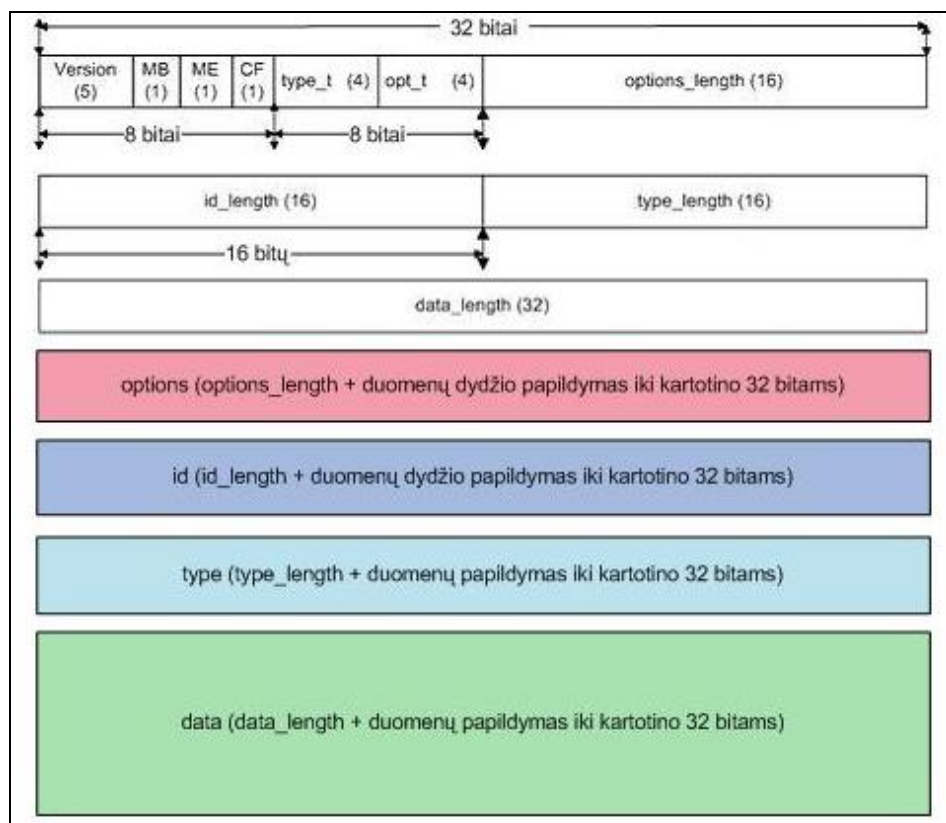 32 bitai
Version (5) MB (1) ME (1) CF (1) type_t (4) opt_t (4) options_length (16)
8 bitai 8 bitai
id_length (16) type_length (16)
16 bitų
data_length (32)
options (options_length + duomenų dydžio papildymas iki kartotino 32 bitams)
id (id_length + duomenų dydžio papildymas iki kartotino 32 bitams)
type (type_length + duomenų papildymas iki kartotino 32 bitams)
data (data_length + duomenų papildymas iki kartotino 32 bitams)